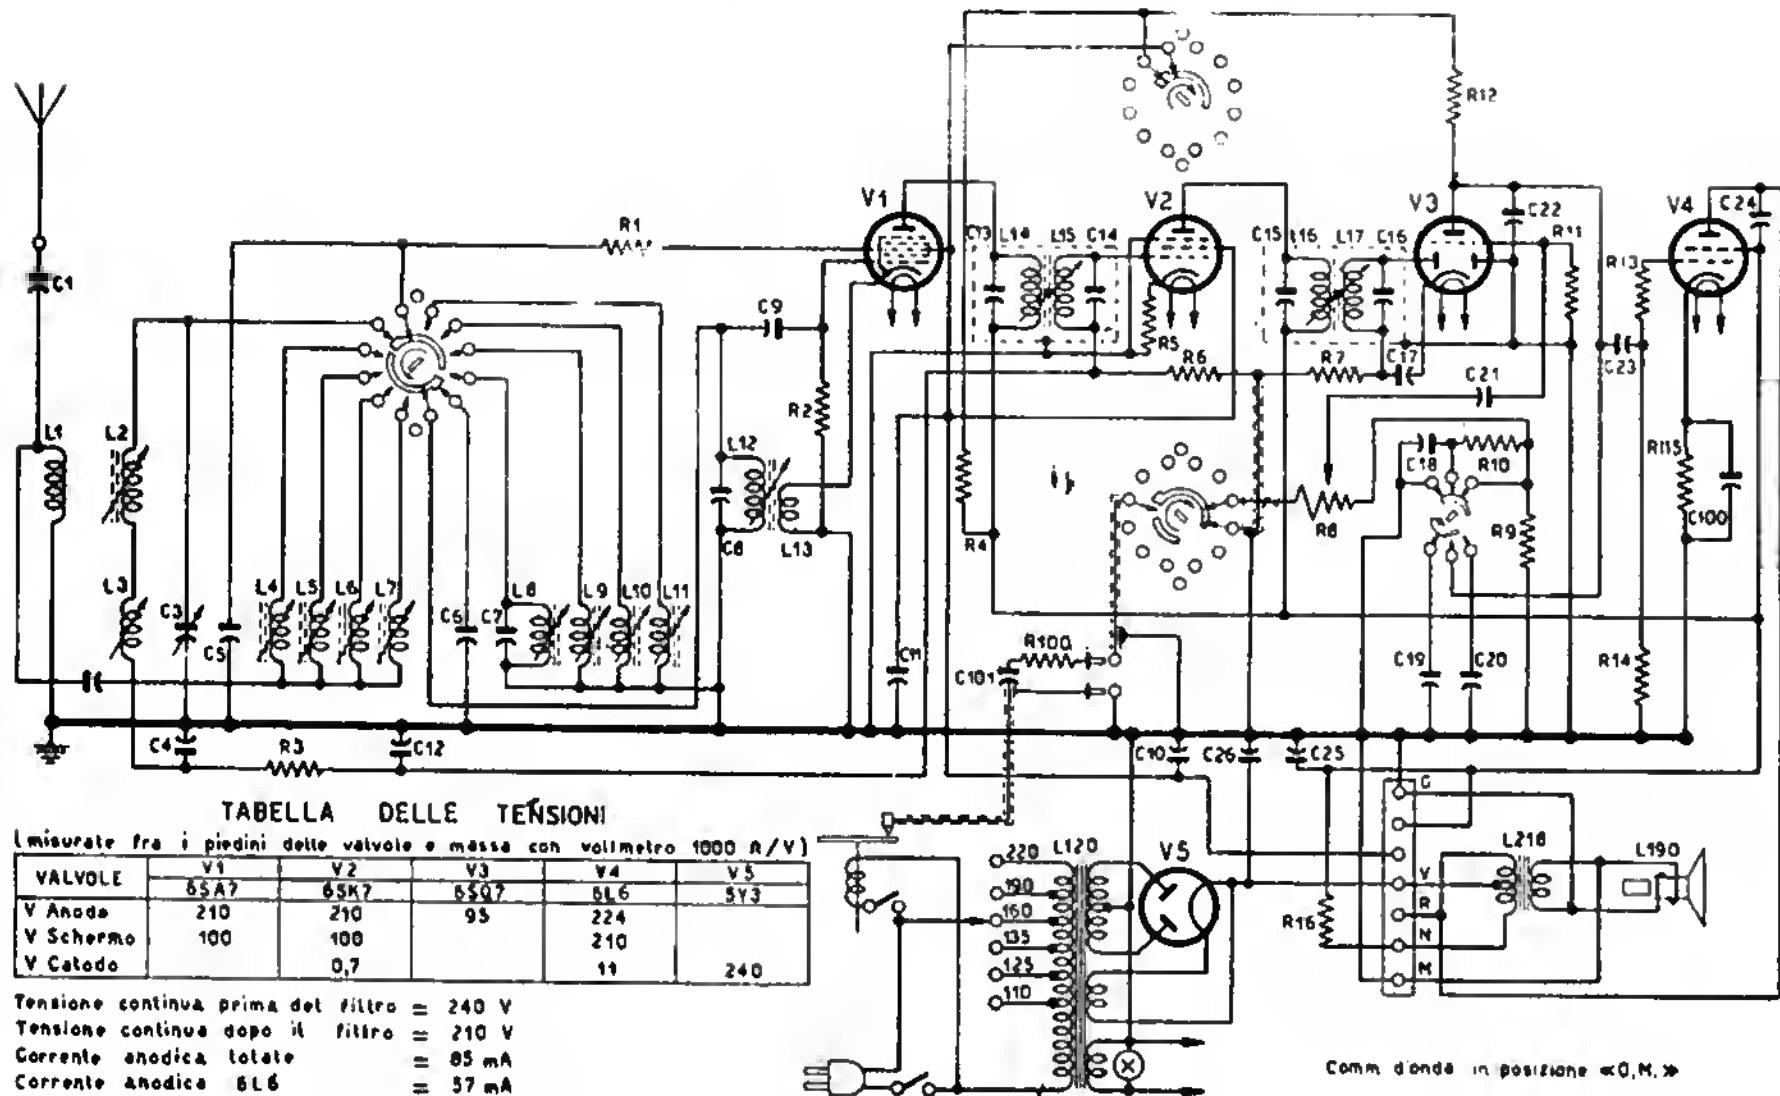 R12
V1
V2
V3
V4
C24
C22
R11
R1
C13
L14
L15
C14
C15
L16
L17
C16
R13
C1
C9
R5
R6
R7
C17
C21
C23
R2
L1
L2
L12
C18
R10
R115
C8
L13
R4
R8
R9
C100
L3
C3
C5
L4
L5
L6
L7
C6
C7
L8
L9
L10
L11
C11
R100
C101
C19
C20
R14
C4
R3
C12
C10
C26
C25
TABELLA DELLE TENSIONI
(misurate fra i piedini delle valvole e massa con voltmetro 1000 Ω/V)
VALVOLE V1 V2 V3 V4 V5
6SA7 6SK7 6SQ7 6L6 5Y3
V Anodo 210 210 95 224
V Schermo 100 100 210
V Catodo 0,7 11 240
Tensione continua prima del filtro = 240 V
Tensione continua dopo il filtro = 210 V
Corrente anodica totale = 85 mA
Corrente anodica 6L6 = 57 mA
220
190
160
135
125
110
L120
V5
R16
G
V
R
N
M
L218
L190
Comm d'onda in posizione «O.M.»